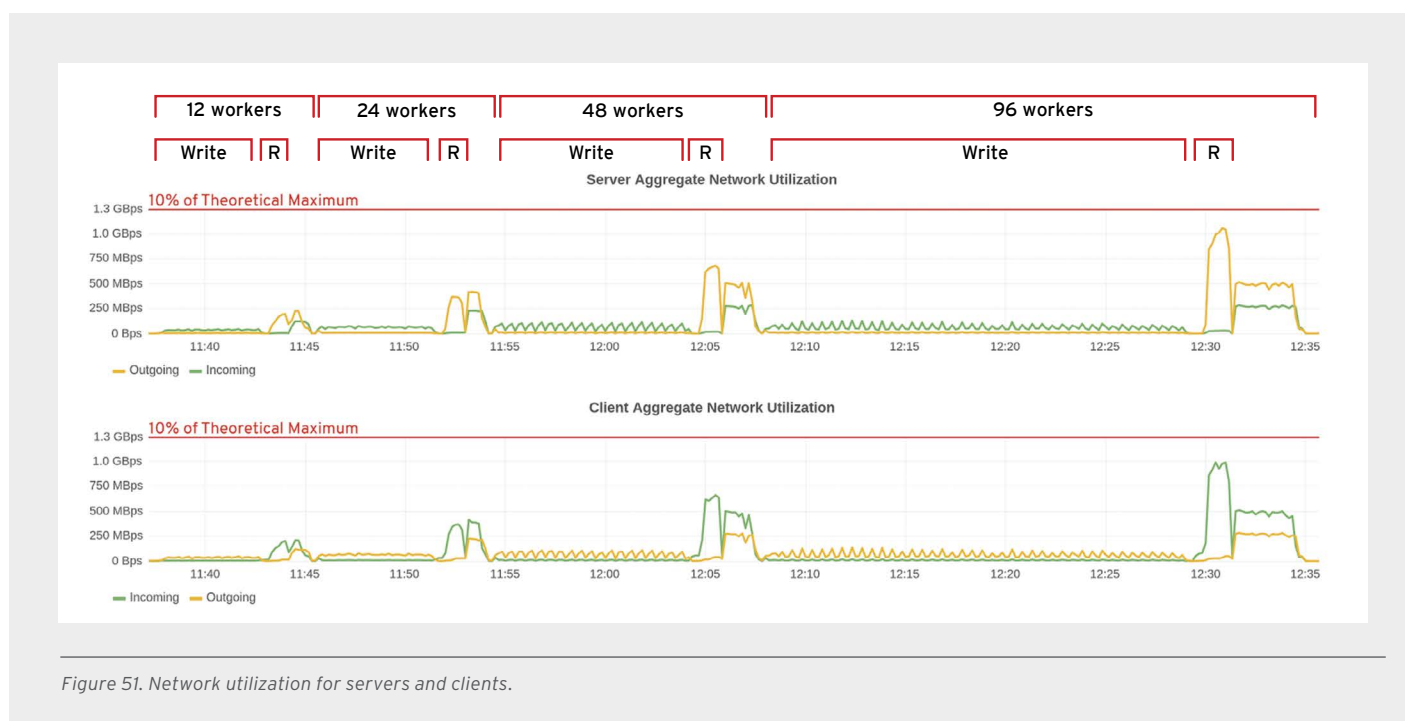 12 workers 24 workers 48 workers 96 workers
Write R Write R Write R Write R
Server Aggregate Network Utilization
10% of Theoretical Maximum
1.3 GBps
1.0 GBps
750 MBps
500 MBps
250 MBps
0 Bps
11:40 11:45 11:50 11:55 12:00 12:05 12:10 12:15 12:20 12:25 12:30 12:35
Outgoing Incoming
Client Aggregate Network Utilization
10% of Theoretical Maximum
1.3 GBps
1.0 GBps
750 MBps
500 MBps
250 MBps
0 Bps
11:40 11:45 11:50 11:55 12:00 12:05 12:10 12:15 12:20 12:25 12:30 12:35
Incoming Outgoing
Figure 51. Network utilization for servers and clients.